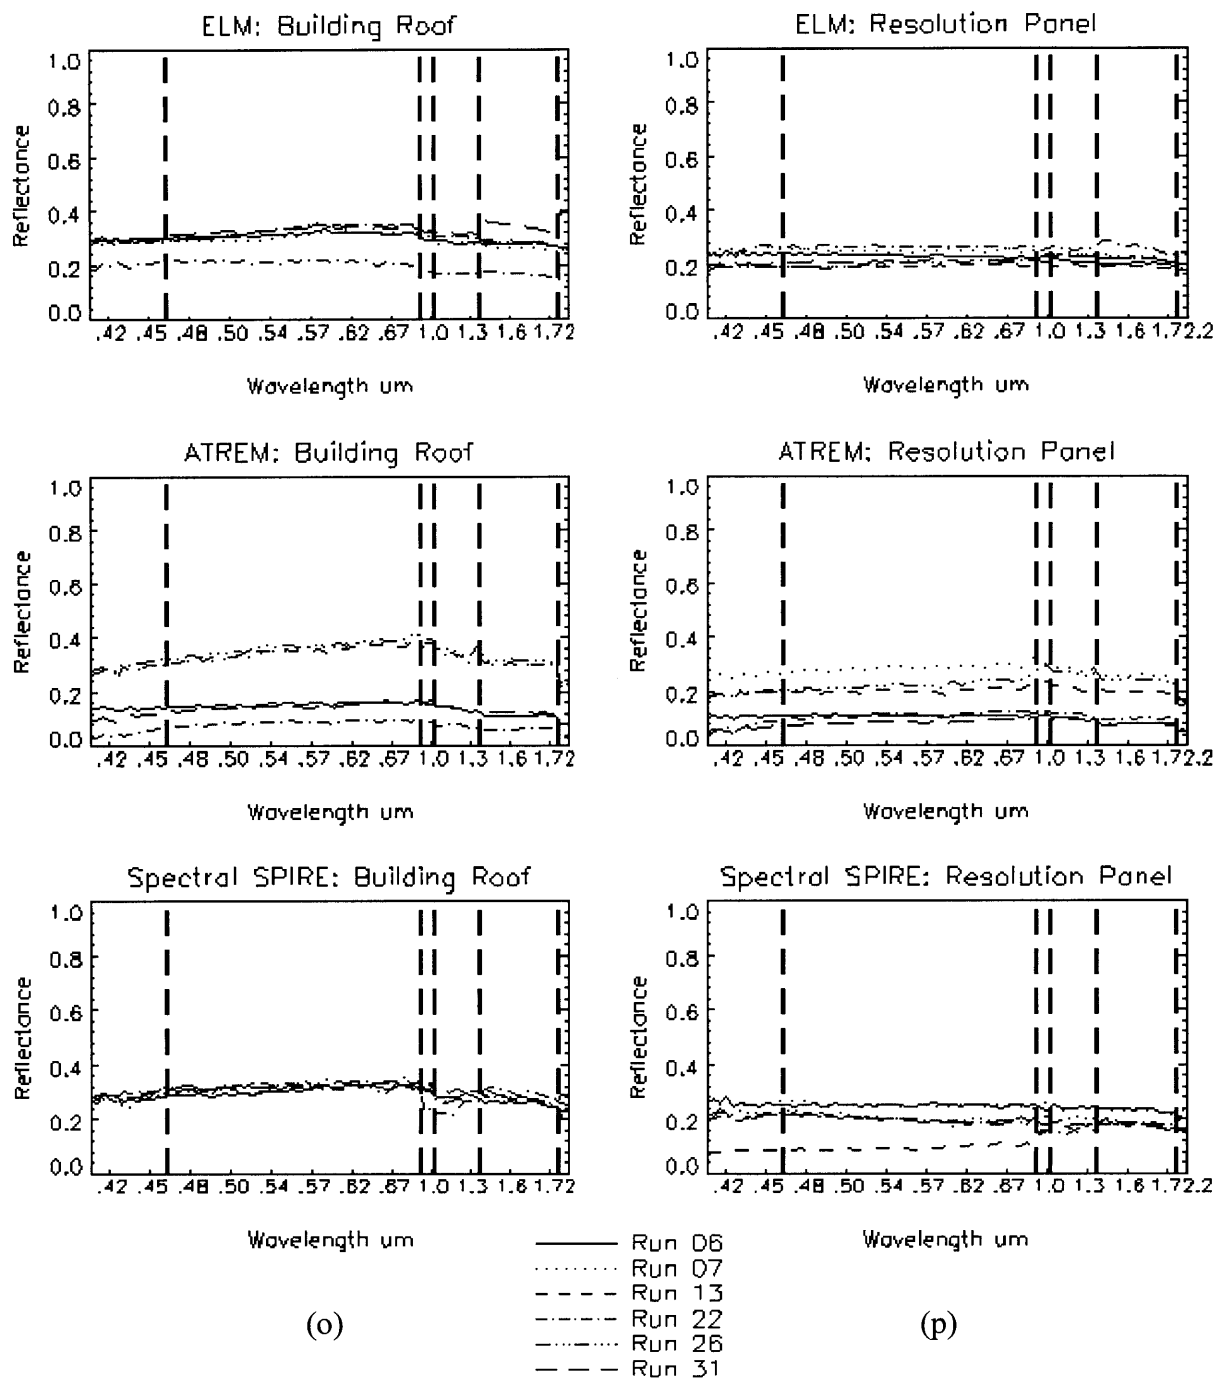 ELM: Building Roof
ELM: Resolution Panel
1.0
0.8
0.6
0.4
0.2
0.0
Reflectance
.42 .45 .48 .50 .54 .57 .62 .67 1.0 1.3 1.6 1.72
Wavelength um
1.0
0.8
0.6
0.4
0.2
0.0
Reflectance
.42 .45 .48 .50 .54 .57 .62 .67 1.0 1.3 1.6 1.72.2
Wavelength um
ATREM: Building Roof
ATREM: Resolution Panel
1.0
0.8
0.6
0.4
0.2
0.0
Reflectance
.42 .45 .48 .50 .54 .57 .62 .67 1.0 1.3 1.6 1.72
Wavelength um
1.0
0.8
0.6
0.4
0.2
0.0
Reflectance
.42 .45 .48 .50 .54 .57 .62 .67 1.0 1.3 1.6 1.72.2
Wavelength um
Spectral SPIRE: Building Roof
Spectral SPIRE: Resolution Panel
1.0
0.8
0.6
0.4
0.2
0.0
Reflectance
.42 .45 .48 .50 .54 .57 .62 .67 1.0 1.3 1.6 1.72
Wavelength um
1.0
0.8
0.6
0.4
0.2
0.0
Reflectance
.42 .45 .48 .50 .54 .57 .62 .67 1.0 1.3 1.6 1.72.2
Wavelength um
Run 06
Run 07
Run 13
Run 22
Run 26
Run 31
(o)
(p)